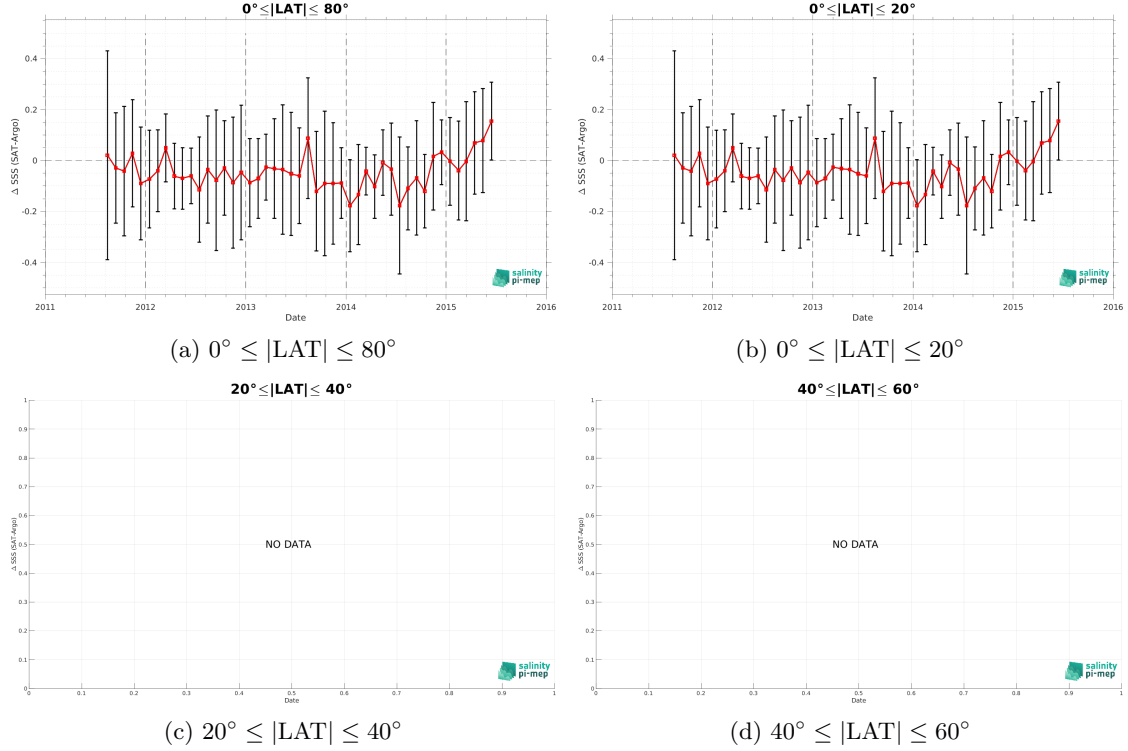 0°≤|LAT|≤ 80°
0.4
0.2
0
-0.2
-0.4
Δ SSS (SAT-Argo)
2011 2012 2013 2014 2015 2016
Date
salinity
pi-mep
(a) 0° ≤ |LAT| ≤ 80°
0°≤|LAT|≤ 20°
0.4
0.2
0
-0.2
-0.4
Δ SSS (SAT-Argo)
2011 2012 2013 2014 2015 2016
Date
salinity
pi-mep
(b) 0° ≤ |LAT| ≤ 20°
20°≤|LAT|≤ 40°
1
0.9
0.8
0.7
0.6
0.5
0.4
0.3
0.2
0.1
0
Δ SSS (SAT-Argo)
NO DATA
0 0.1 0.2 0.3 0.4 0.5 0.6 0.7 0.8 0.9 1
Date
salinity
pi-mep
(c) 20° ≤ |LAT| ≤ 40°
40°≤|LAT|≤ 60°
1
0.9
0.8
0.7
0.6
0.5
0.4
0.3
0.2
0.1
0
Δ SSS (SAT-Argo)
NO DATA
0 0.1 0.2 0.3 0.4 0.5 0.6 0.7 0.8 0.9 1
Date
salinity
pi-mep
(d) 40° ≤ |LAT| ≤ 60°